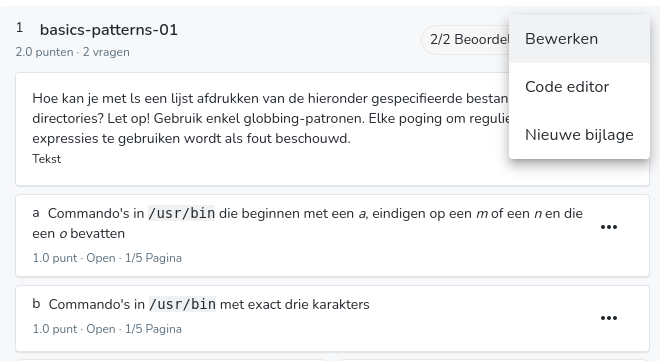 1 basics-patterns-01
2.0 punten · 2 vragen
2/2
Bewerken
Code editor
Nieuwe bijlage
Hoe kan je met ls een lijst afdrukken van de hieronder gespecifieerde
directories? Let op! Gebruik enkel globbing-patronen. Elke poging om
expressies te gebruiken wordt als fout beschouwd.
Tekst
a Commando's in /usr/bin die beginnen met een a, eindigen op een m of een n en die
een o bevatten
1.0 punt · Open · 1/5 Pagina
b Commando's in /usr/bin met exact drie karakters
1.0 punt · Open · 1/5 Pagina